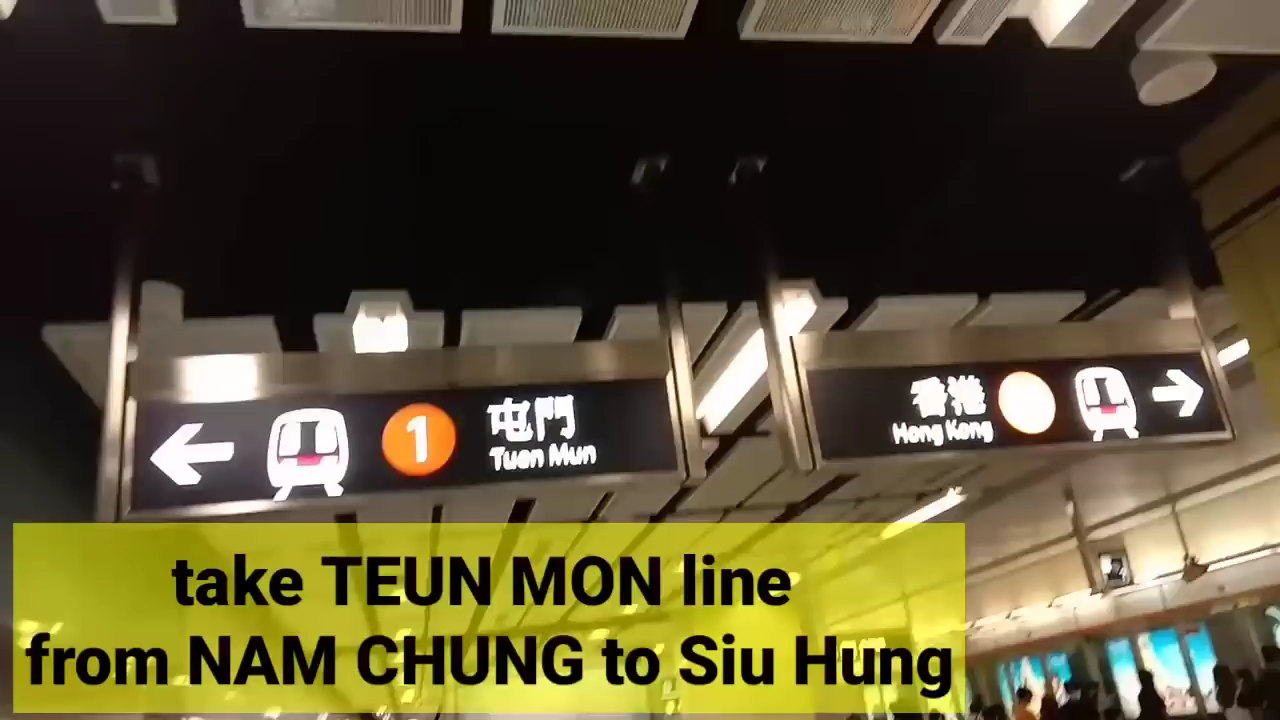 1
屯門
Tuen Mun
香港
Hong Kong
take TEUN MON line
from NAM CHUNG to Siu Hung